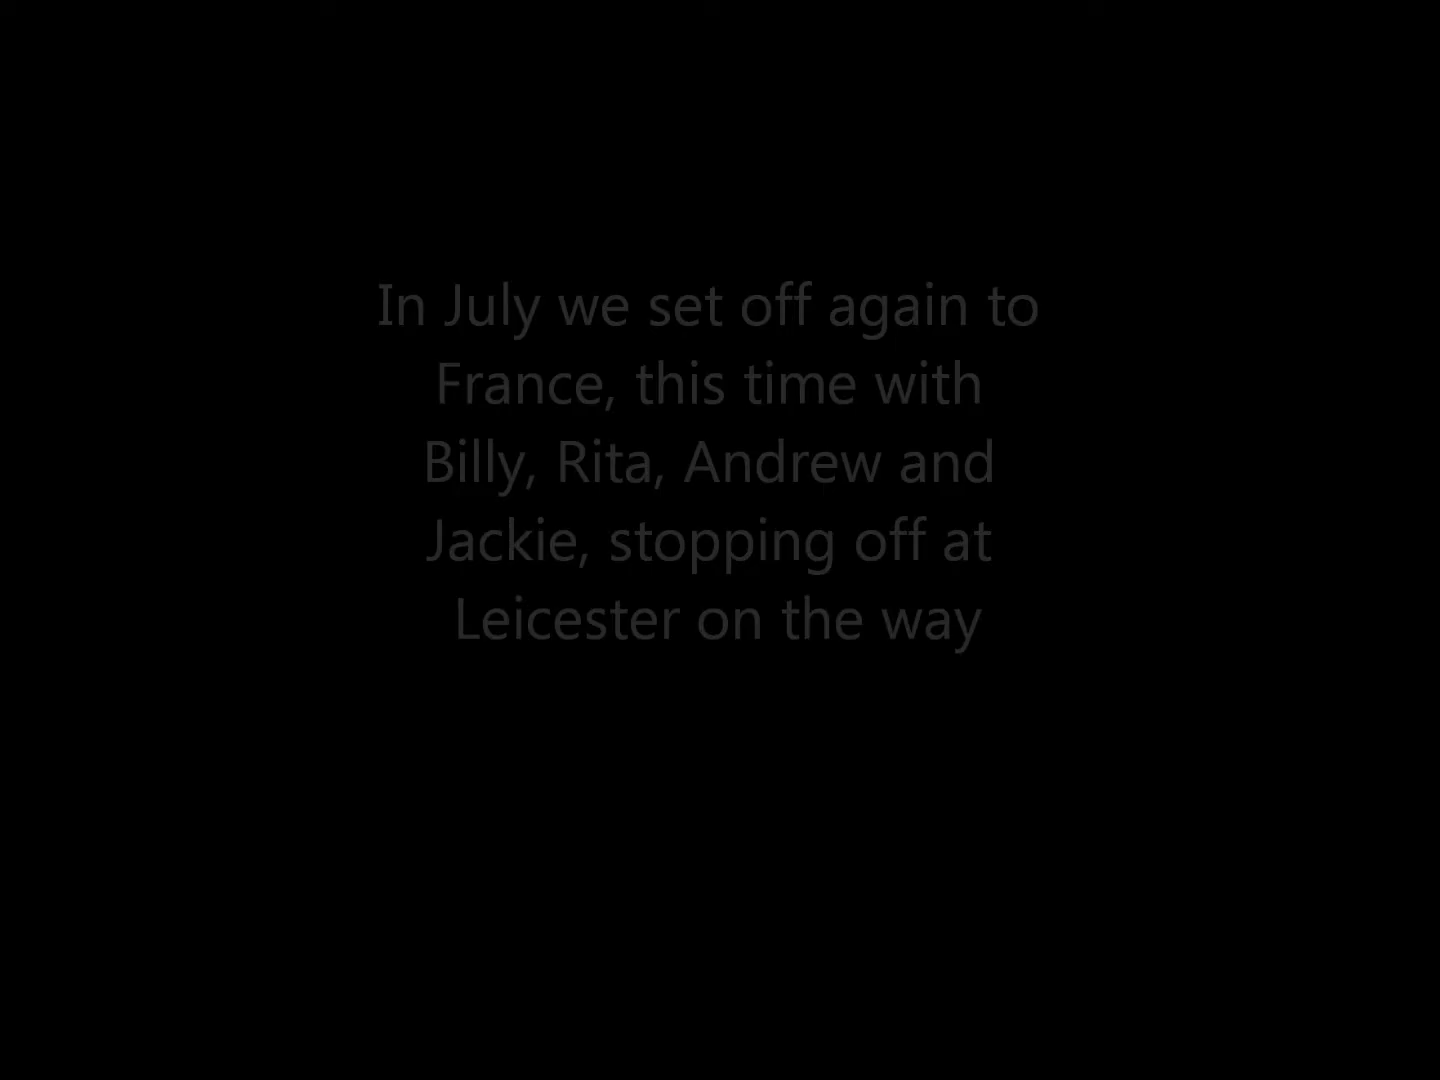 In July we set off again to
France, this time with
Billy, Rita, Andrew and
Jackie, stopping off at
Leicester on the way